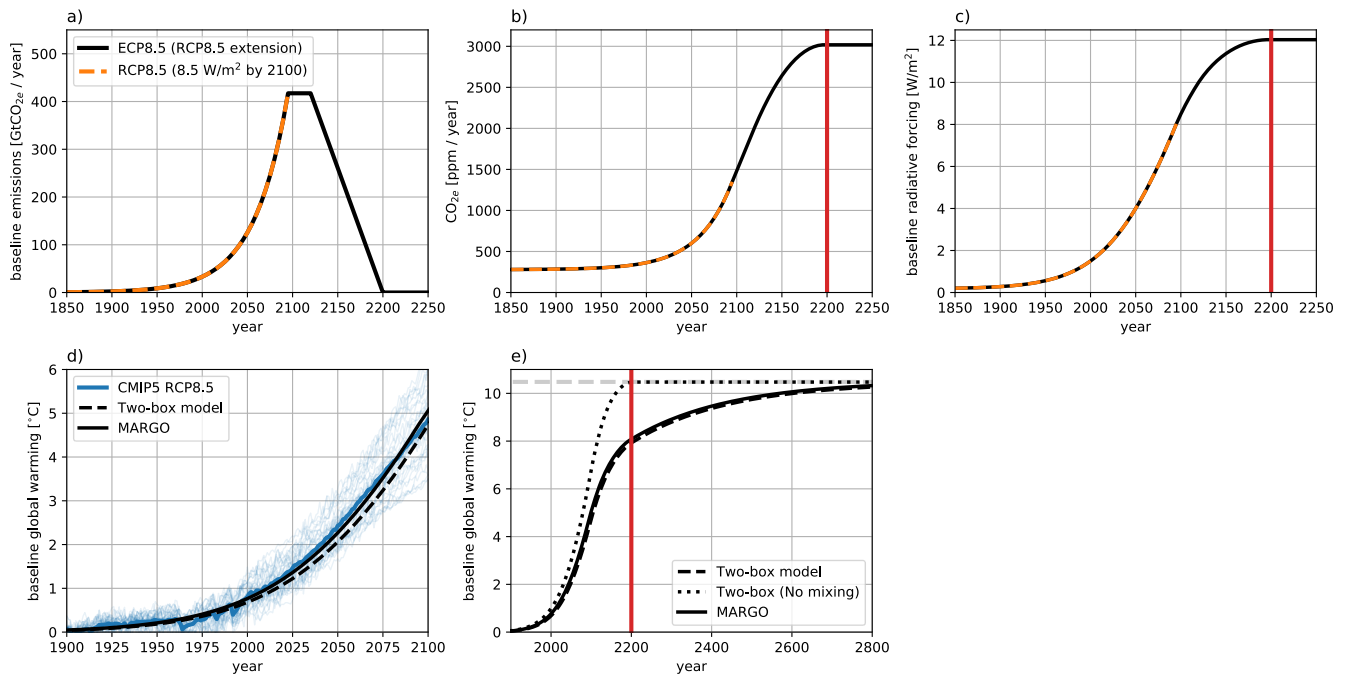 a)
baseline emissions [GtCO2e / year]
500
400
300
200
100
0
ECP8.5 (RCP8.5 extension)
RCP8.5 (8.5 W/m² by 2100)
1850 1900 1950 2000 2050 2100 2150 2200 2250
year
b)
CO2e [ppm / year]
3000
2500
2000
1500
1000
500
0
1850 1900 1950 2000 2050 2100 2150 2200 2250
year
c)
baseline radiative forcing [W/m²]
12
10
8
6
4
2
0
1850 1900 1950 2000 2050 2100 2150 2200 2250
year
d)
baseline global warming [°C]
6
5
4
3
2
1
0
CMIP5 RCP8.5
Two-box model
MARGO
1900 1925 1950 1975 2000 2025 2050 2075 2100
year
e)
baseline global warming [°C]
10
8
6
4
2
0
Two-box model
Two-box (No mixing)
MARGO
2000 2200 2400 2600 2800
year